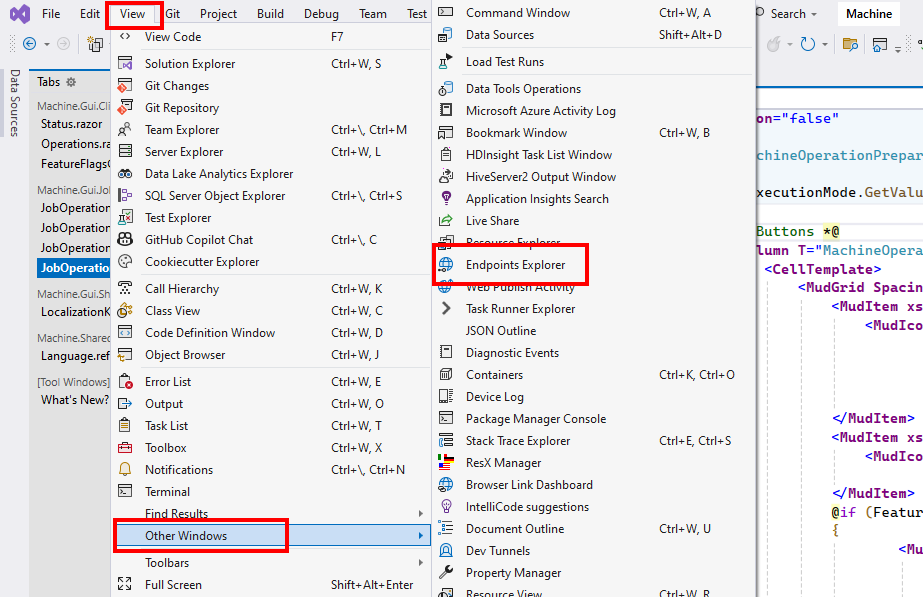 File Edit View Git Project Build Debug Team Test Search Machine
Data Sources
Tabs
Machine.Gui.Cli
Status.razor
Operations.ra
FeatureFlags
Machine.Gui.Jol
JobOperation
JobOperation
JobOperation
JobOperatio
Machine.Gui.Sh
LocalizationK
Machine.Shared
Language.ref
[Tool Windows]
What's New?
View Code F7
Solution Explorer Ctrl+W, S
Git Changes
Git Repository
Team Explorer Ctrl+\, Ctrl+M
Server Explorer Ctrl+W, L
Data Lake Analytics Explorer
SQL Server Object Explorer Ctrl+\, Ctrl+S
Test Explorer
GitHub Copilot Chat Ctrl+\, C
Cookiecutter Explorer
Call Hierarchy Ctrl+W, K
Class View Ctrl+W, C
Code Definition Window Ctrl+W, D
Object Browser Ctrl+W, J
Error List Ctrl+W, E
Output Ctrl+W, O
Task List Ctrl+W, T
Toolbox Ctrl+W, X
Notifications Ctrl+\, Ctrl+N
Terminal
Find Results
Other Windows
Toolbars
Full Screen Shift+Alt+Enter
Command Window Ctrl+W, A
Data Sources Shift+Alt+D
Load Test Runs
Data Tools Operations
Microsoft Azure Activity Log
Bookmark Window Ctrl+W, B
HDInsight Task List Window
HiveServer2 Output Window
Application Insights Search
Live Share
Resource Explorer
Endpoints Explorer
Web Publish Activity
Task Runner Explorer
JSON Outline
Diagnostic Events
Containers Ctrl+K, Ctrl+O
Device Log
Package Manager Console
Stack Trace Explorer Ctrl+E, Ctrl+S
ResX Manager
Browser Link Dashboard
IntelliCode suggestions
Document Outline Ctrl+W, U
Dev Tunnels
Property Manager
Resource View Ctrl+W, R
on="false"
chineOperationPrepar
xecutionMode.GetValu
Buttons *@
lumn T="MachineOpera
<CellTemplate>
<MudGrid Spacin
<MudItem xs
<MudIco
</MudItem>
<MudItem xs
<MudIco
</MudItem>
@if (Featur
{
<Mu